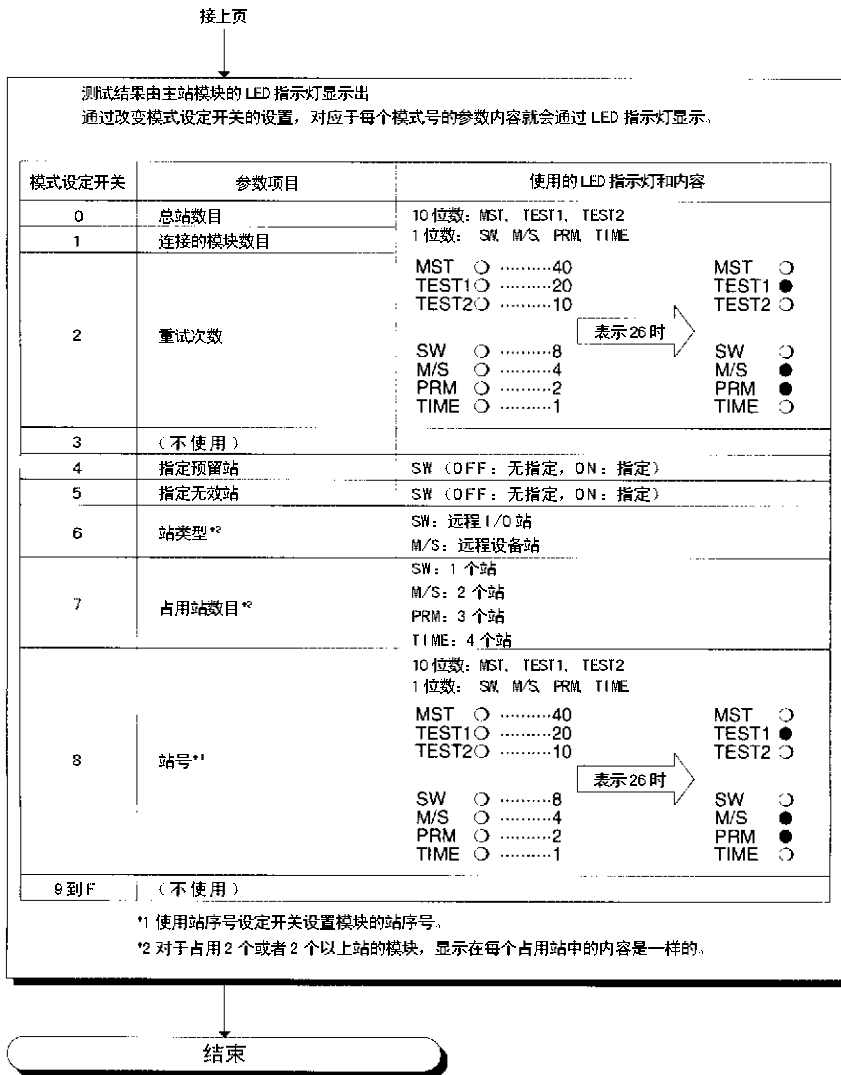 接上页
测试结果由主站模块的 LED 指示灯显示出
通过改变模式设定开关的设置，对应于每个模式号的参数内容就会通过 LED 指示灯显示。
模式设定开关 参数项目 使用的 LED 指示灯和内容
0 总站数目 10 位数：MST, TEST1, TEST2
1 连接的模块数目 1 位数： SW, M/S, PRM, TIME
2 重试次数
MST ○ ·········40 MST ○
TEST1○ ·········20 TEST1 ●
TEST2○ ·········10 TEST2 ○
表示 26 时
SW ○ ·········8 SW ○
M/S ○ ·········4 M/S ●
PRM ○ ·········2 PRM ●
TIME ○ ·········1 TIME ○
3 （不使用）
4 指定预留站 SW（OFF：无指定，ON：指定）
5 指定无效站 SW（OFF：无指定，ON：指定）
6 站类型*2 SW：远程 I/O 站
M/S：远程设备站
7 占用站数目*2 SW：1 个站
M/S：2 个站
PRM：3 个站
TIME：4 个站
8 站号*1
10 位数：MST, TEST1, TEST2
1 位数： SW, M/S, PRM, TIME
MST ○ ·········40 MST ○
TEST1○ ·········20 TEST1 ●
TEST2○ ·········10 TEST2 ○
表示 26 时
SW ○ ·········8 SW ○
M/S ○ ·········4 M/S ●
PRM ○ ·········2 PRM ●
TIME ○ ·········1 TIME ○
9 到 F （不使用）
*1 使用站序号设定开关设置模块的站序号。
*2 对于占用 2 个或者 2 个以上站的模块，显示在每个占用站中的内容是一样的。
结束